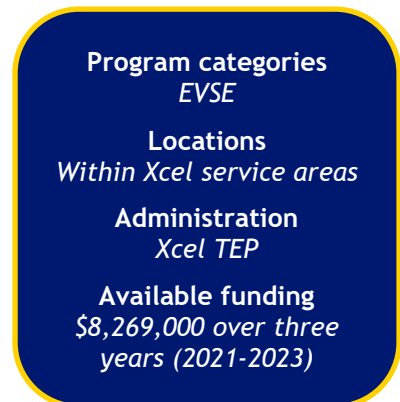 Program categories
EVSE
Locations
Within Xcel service areas
Administration
Xcel TEP
Available funding
$8,269,000 over three
years (2021-2023)